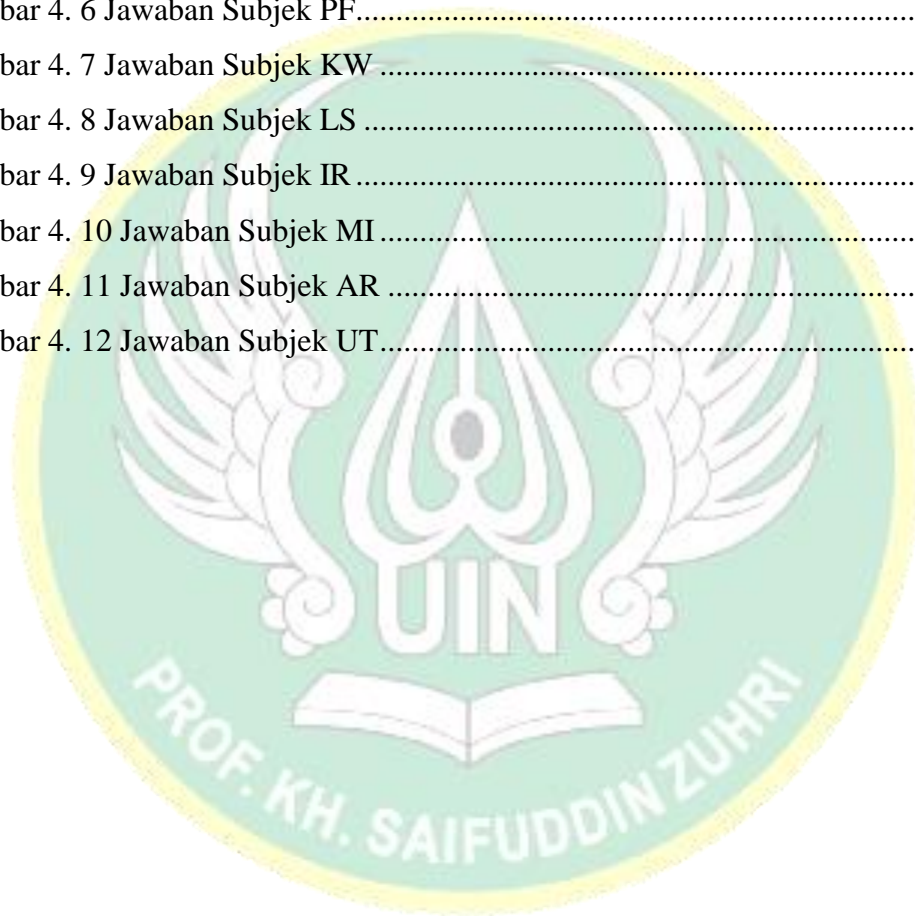 bar 4. 6 Jawaban Subjek PF
bar 4. 7 Jawaban Subjek KW
bar 4. 8 Jawaban Subjek LS
bar 4. 9 Jawaban Subjek IR
bar 4. 10 Jawaban Subjek MI
bar 4. 11 Jawaban Subjek AR
bar 4. 12 Jawaban Subjek UT
UIN
PROF. KH. SAIFUDDIN ZUHRI